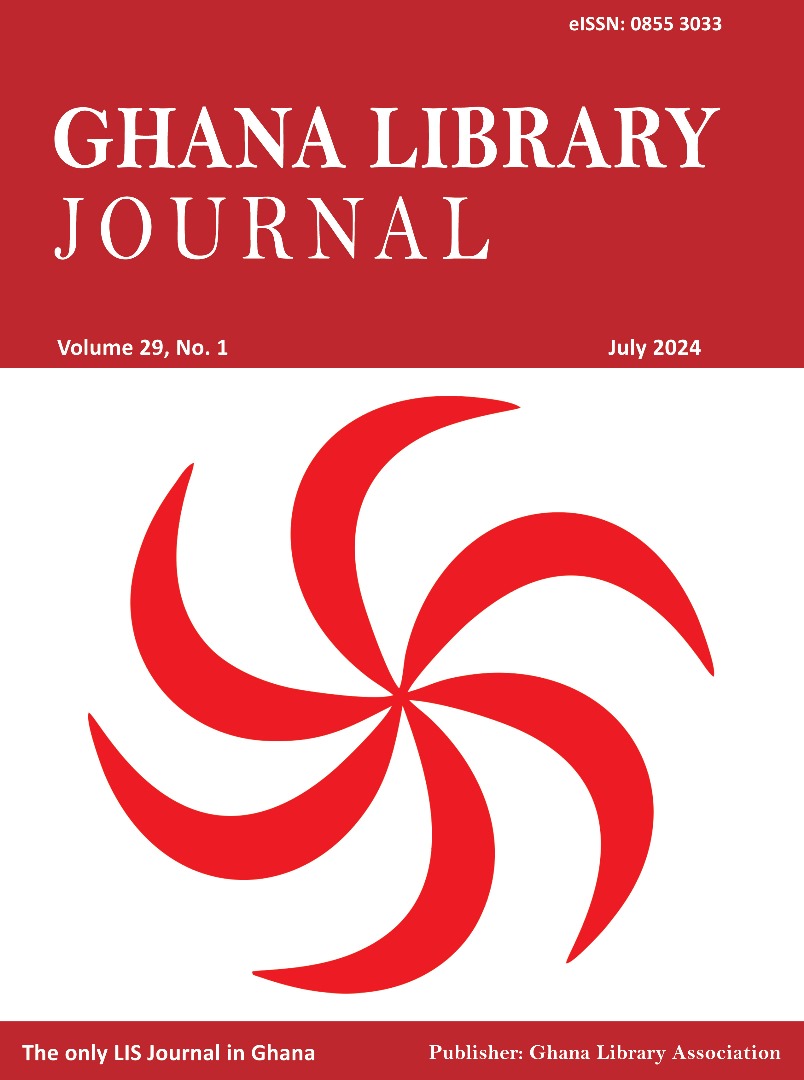 eISSN: 0855 3033
GHANA LIBRARY
JOURNAL
Volume 29, No. 1 July 2024
The only LIS Journal in Ghana Publisher: Ghana Library Association